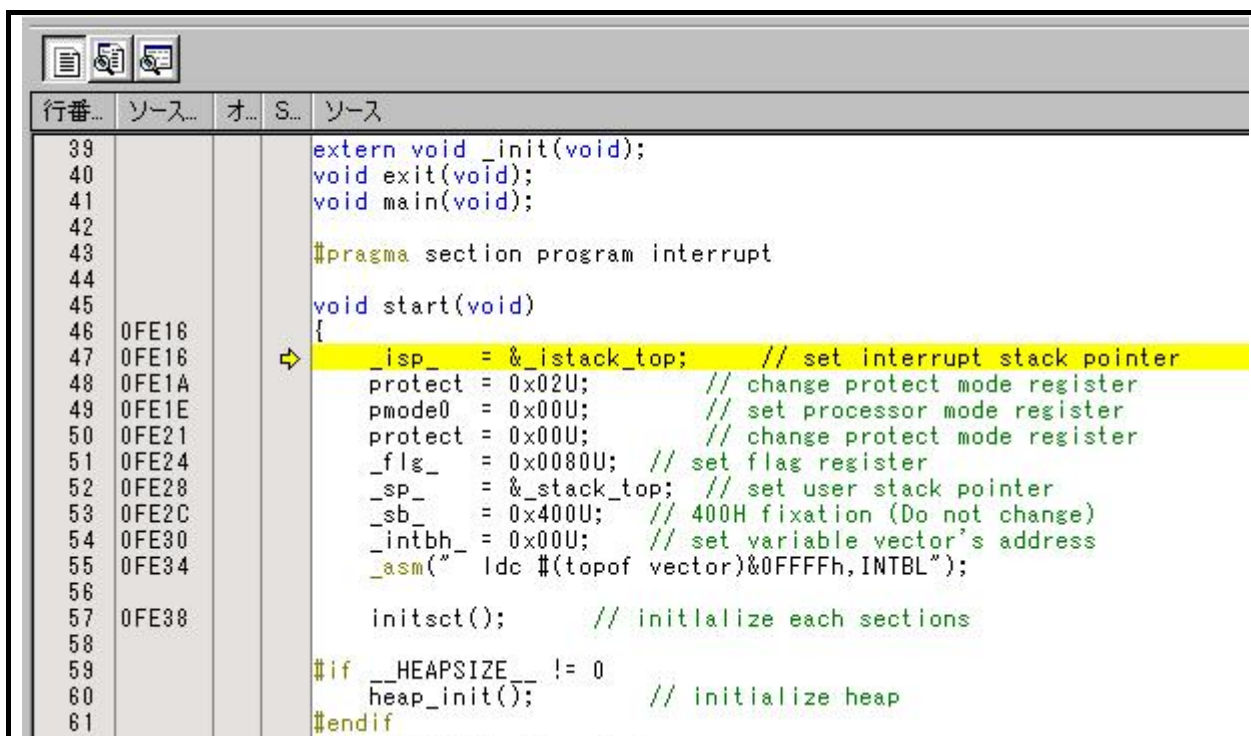 行番... ソース... オ... S... ソース
39 extern void _init(void);
40 void exit(void);
41 void main(void);
42
43 #pragma section program interrupt
44
45 void start(void)
46 0FE16 {
47 0FE16 _isp_ = &_istack_top; // set interrupt stack pointer
48 0FE1A protect = 0x02U; // change protect mode register
49 0FE1E pmode0 = 0x00U; // set processor mode register
50 0FE21 protect = 0x00U; // change protect mode register
51 0FE24 _flg_ = 0x0080U; // set flag register
52 0FE28 _sp_ = &_stack_top; // set user stack pointer
53 0FE2C _sb_ = 0x400U; // 400H fixation (Do not change)
54 0FE30 _intbh_ = 0x00U; // set variable vector's address
55 0FE34 _asm(" ldc #(topof vector)&0FFFFh,INTBL");
56
57 0FE38 initsct(); // initlalize each sections
58
59 #if __HEAPSIZE__ != 0
60 heap_init(); // initialize heap
61 #endif